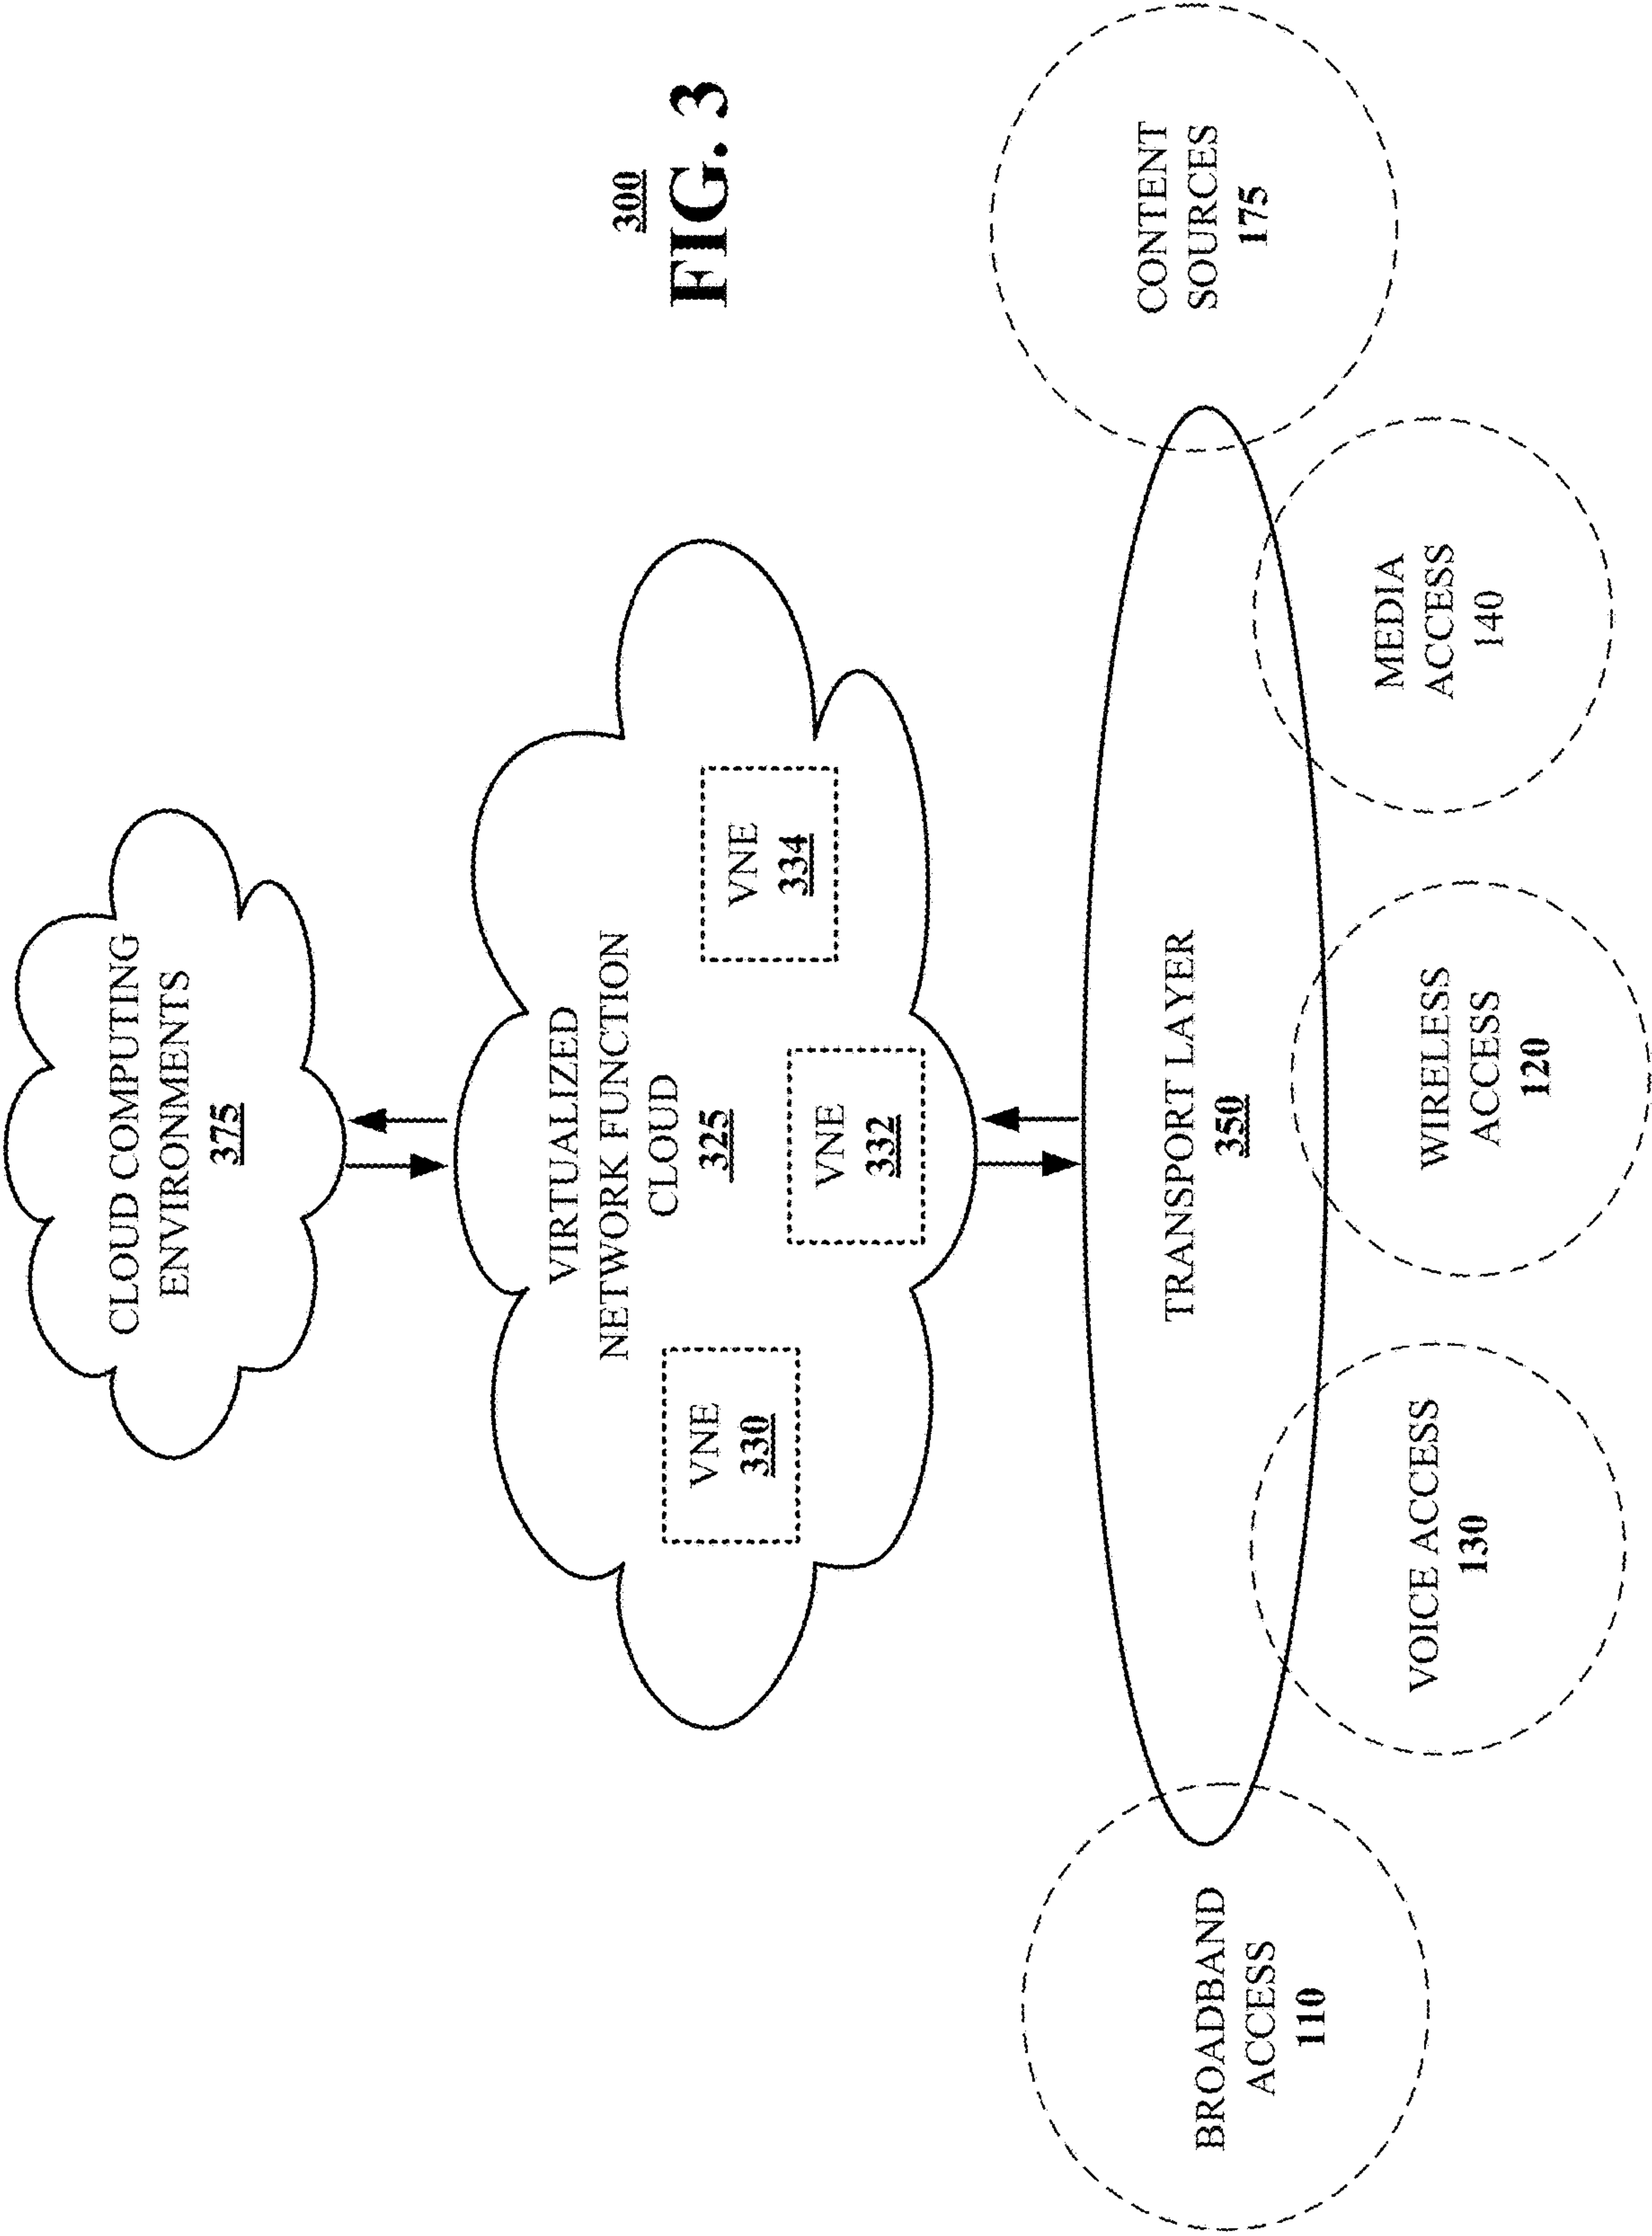 CLOUD COMPUTING
ENVIRONMENTS
375
VIRTUALIZED
NETWORK FUNCTION
CLOUD
325
VNE
330
VNE
332
VNE
334
300
FIG. 3
TRANSPORT LAYER
350
BROADBAND
ACCESS
110
VOICE ACCESS
130
WIRELESS
ACCESS
120
MEDIA
ACCESS
140
CONTENT
SOURCES
175